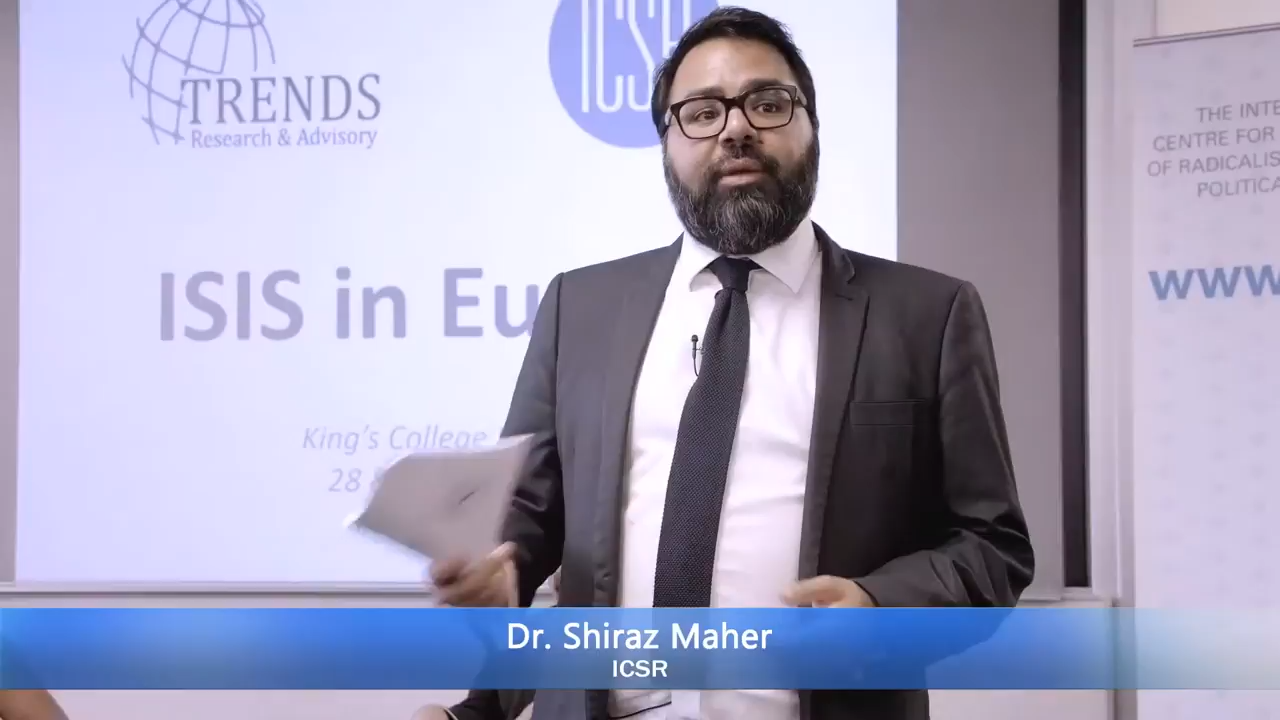 TRENDS
Research & Advisory
ICS
ISIS in Eu
King's College
28
THE INTE
CENTRE FOR
OF RADICALIS
POLITICA
www
Dr. Shiraz Maher
ICSR